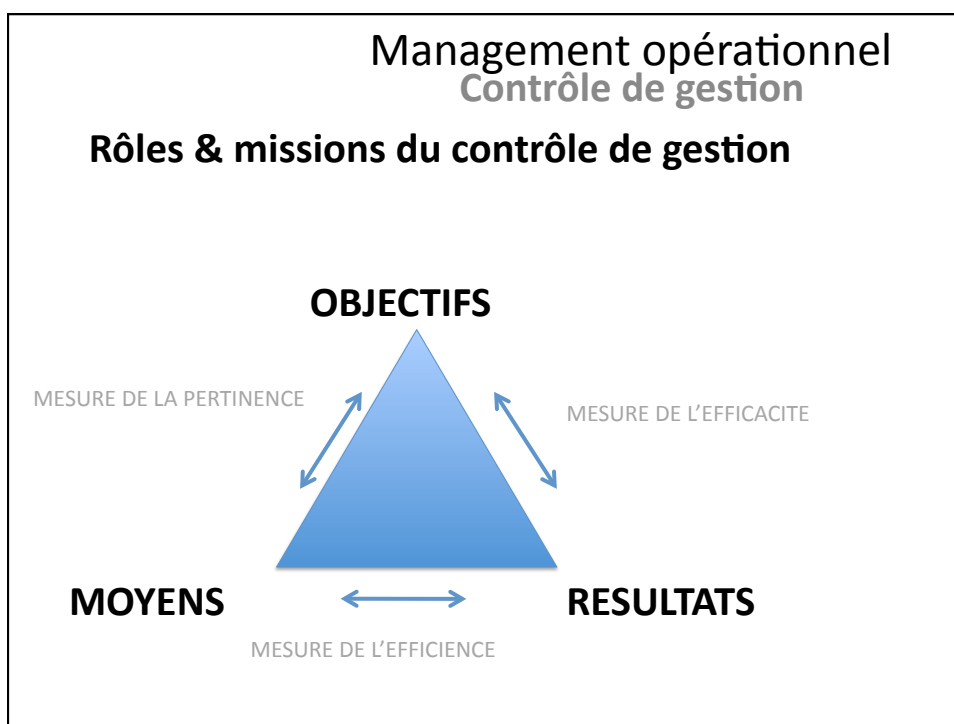 Management opérationnel
Contrôle de gestion
Rôles & missions du contrôle de gestion
OBJECTIFS
MESURE DE LA PERTINENCE
MESURE DE L’EFFICACITE
MOYENS
RESULTATS
MESURE DE L’EFFICIENCE